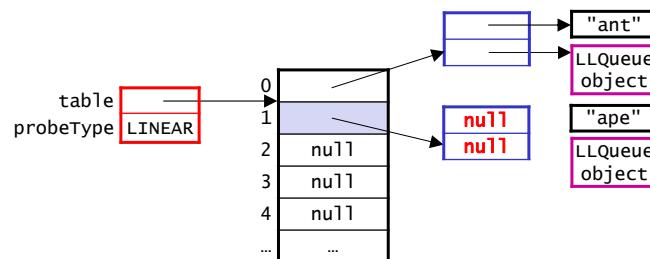 "ant"
LLQueue
object
0
table
probeType LINEAR
1
null
null
"ape"
2 null
LLQueue
object
3 null
4 null
… …